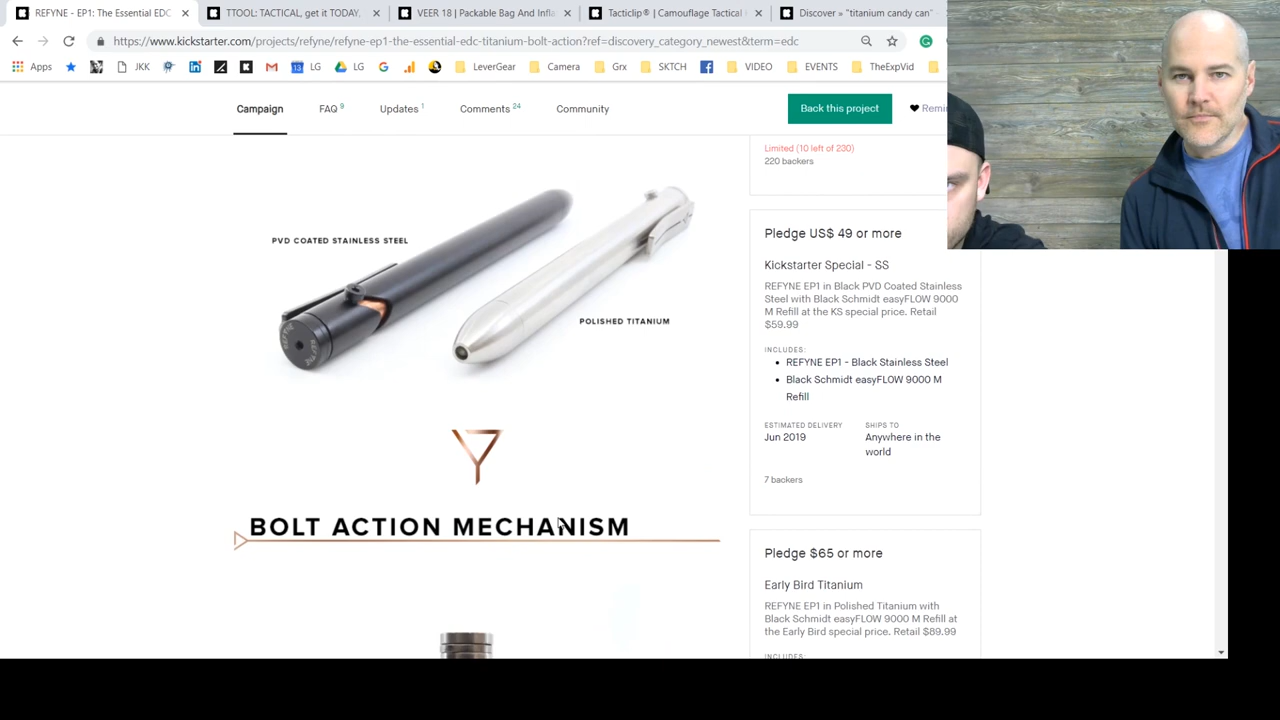 REFYNE - EP1: The Essential EDC
TTOOL: TACTICAL, get it TODAY,
VEER 18 | Packable Bag And Infla
Tacticlip® | Camouflage Tactical
Discover » "titanium candy can"
https://www.kickstarter.com/projects/refyne/refyne-ep1-the-essential-edc-titanium-bolt-action?ref=discovery_category_newest&term=edc
Apps
JKK
LG
LG
LeverGear
Camera
Grx
SKTCH
VIDEO
EVENTS
TheExpVid
Campaign
FAQ 9
Updates 1
Comments 24
Community
Back this project
Remi
Limited (10 left of 230)
220 backers
PVD COATED STAINLESS STEEL
POLISHED TITANIUM
BOLT ACTION MECHANISM
Pledge US$ 49 or more
Kickstarter Special - SS
REFYNE EP1 in Black PVD Coated Stainless
Steel with Black Schmidt easyFLOW 9000
M Refill at the KS special price. Retail
$59.99
INCLUDES:
• REFYNE EP1 - Black Stainless Steel
• Black Schmidt easyFLOW 9000 M
Refill
ESTIMATED DELIVERY
Jun 2019
SHIPS TO
Anywhere in the
world
7 backers
Pledge $65 or more
Early Bird Titanium
REFYNE EP1 in Polished Titanium with
Black Schmidt easyFLOW 9000 M Refill at
the Early Bird special price. Retail $89.99
INCLUDES: